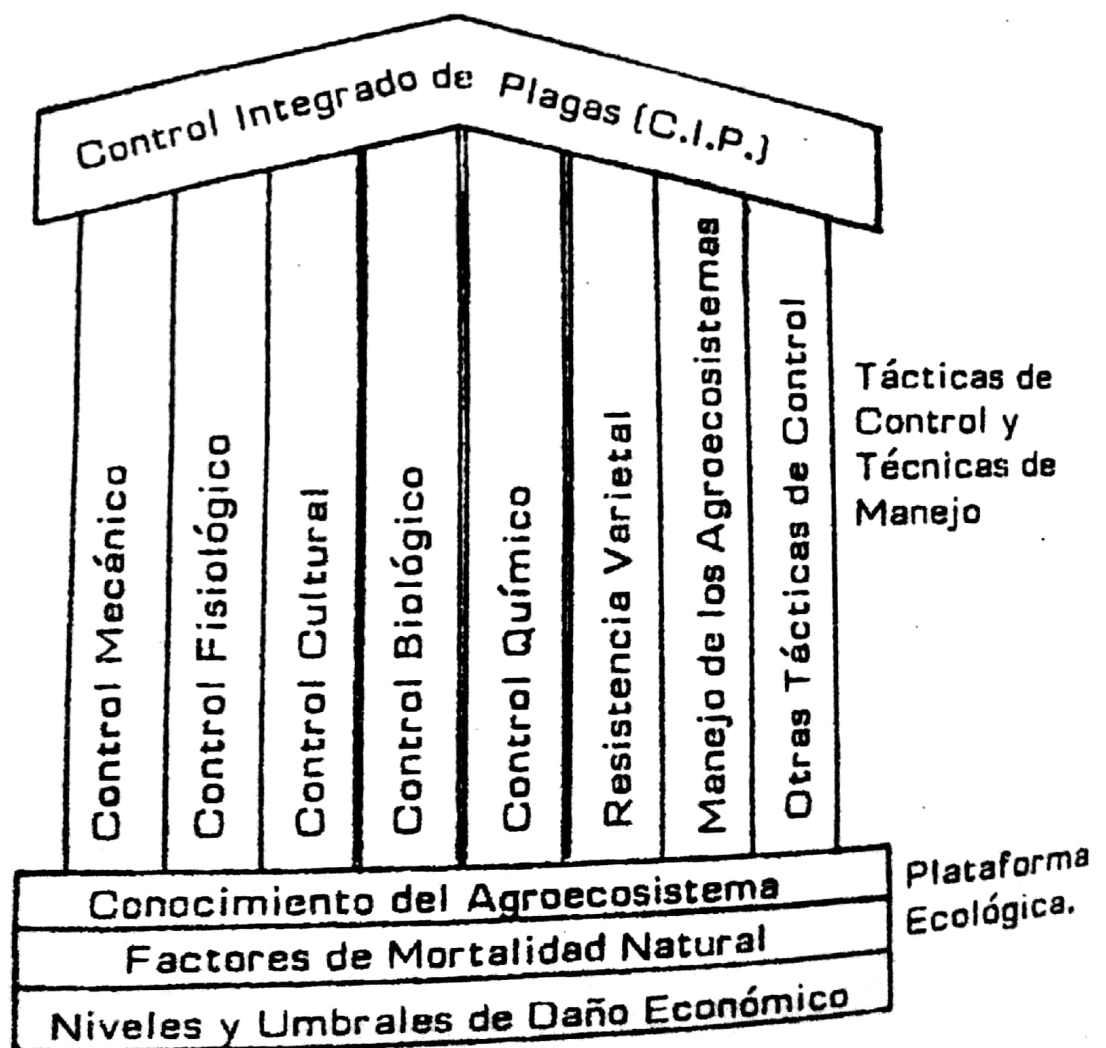 Control Integrado de Plagas (C.I.P.)
Control Mecánico
Control Fisiológico
Control Cultural
Control Biológico
Control Químico
Resistencia Varietal
Manejo de los Agroecosistemas
Otras Tácticas de Control
Tácticas de
Control y
Técnicas de
Manejo
Conocimiento del Agroecosistema
Factores de Mortalidad Natural
Niveles y Umbrales de Daño Económico
Plataforma
Ecológica.